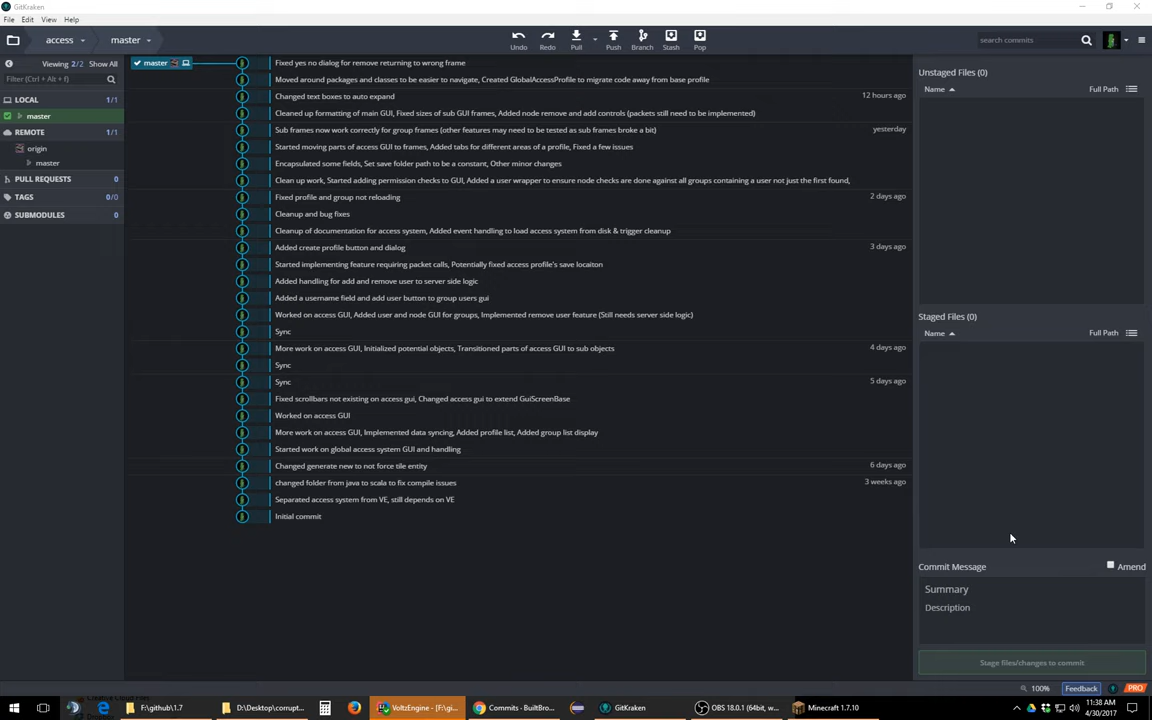 GitKraken
File Edit View Help
access master Undo Redo Pull Push Branch Stash Pop search commits
Viewing 2/2 Show All
Filter (Ctrl + Alt + f)
LOCAL 1/1
master
REMOTE 1/1
origin
master
PULL REQUESTS 0
TAGS 0/0
SUBMODULES 0
master
Fixed yes no dialog for remove returning to wrong frame
Moved around packages and classes to be easier to navigate, Created GlobalAccessProfile to migrate code away from base profile
Changed text boxes to auto expand 12 hours ago
Cleaned up formatting of main GUI, Fixed sizes of sub GUI frames, Added node remove and add controls (packets still need to be implemented)
Sub frames now work correctly for group frames (other features may need to be tested as sub frames broke a bit) yesterday
Started moving parts of access GUI to frames, Added tabs for different areas of a profile, Fixed a few issues
Encapsulated some fields, Set save folder path to be a constant, Other minor changes
Clean up work, Started adding permission checks to GUI, Added a user wrapper to ensure node checks are done against all groups containing a user not just the first found,
Fixed profile and group not reloading 2 days ago
Cleanup and bug fixes
Cleanup of documentation for access system, Added event handling to load access system from disk & trigger cleanup
Added create profile button and dialog 3 days ago
Started implementing feature requiring packet calls, Potentially fixed access profile's save locaiton
Added handling for add and remove user to server side logic
Added a username field and add user button to group users gui
Worked on access GUI, Added user and node GUI for groups, Implemented remove user feature (Still needs server side logic)
Sync
More work on access GUI, Initialized potential objects, Transitioned parts of access GUI to sub objects 4 days ago
Sync
Sync 5 days ago
Fixed scrollbars not existing on access gui, Changed access gui to extend GuiScreenBase
Worked on access GUI
More work on access GUI, Implemented data syncing, Added profile list, Added group list display
Started work on global access system GUI and handling
Changed generate new to not force tile entity 6 days ago
changed folder from java to scala to fix compile issues 3 weeks ago
Separated access system from VE, still depends on VE
Initial commit
Unstaged Files (0)
Name Full Path
Staged Files (0)
Name Full Path
Commit Message Amend
Summary
Description
Stage files/changes to commit
100% Feedback PRO
F:\github\1.7 D:\Desktop\corrupt... VoltzEngine - [F:\gi... Commits · BuiltBro... GitKraken OBS 18.0.1 (64bit, w... Minecraft 1.7.10
11:38 AM
4/30/2017